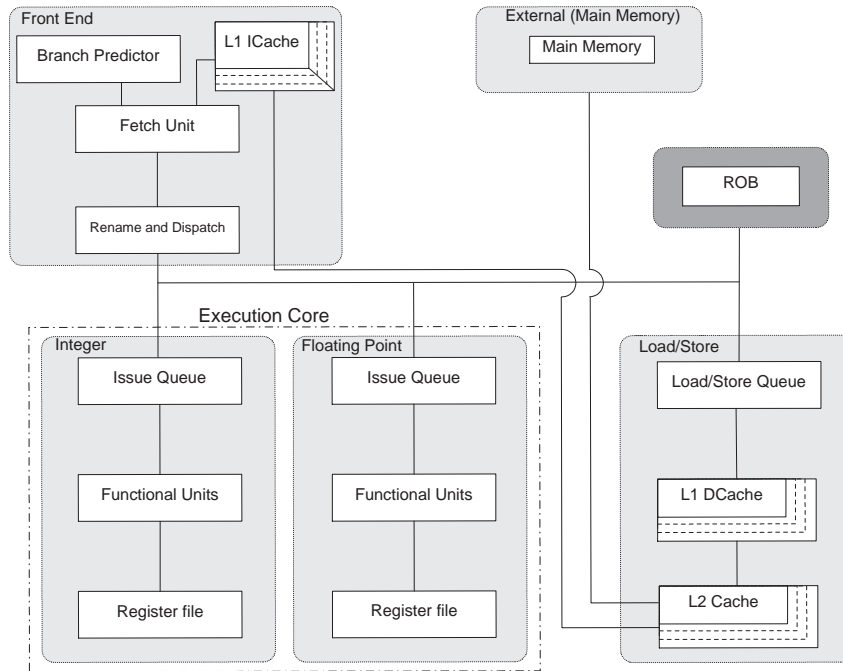 Front End
Branch Predictor
L1 ICache
Fetch Unit
Rename and Dispatch
External (Main Memory)
Main Memory
ROB
Execution Core
Integer
Issue Queue
Functional Units
Register file
Floating Point
Issue Queue
Functional Units
Register file
Load/Store
Load/Store Queue
L1 DCache
L2 Cache